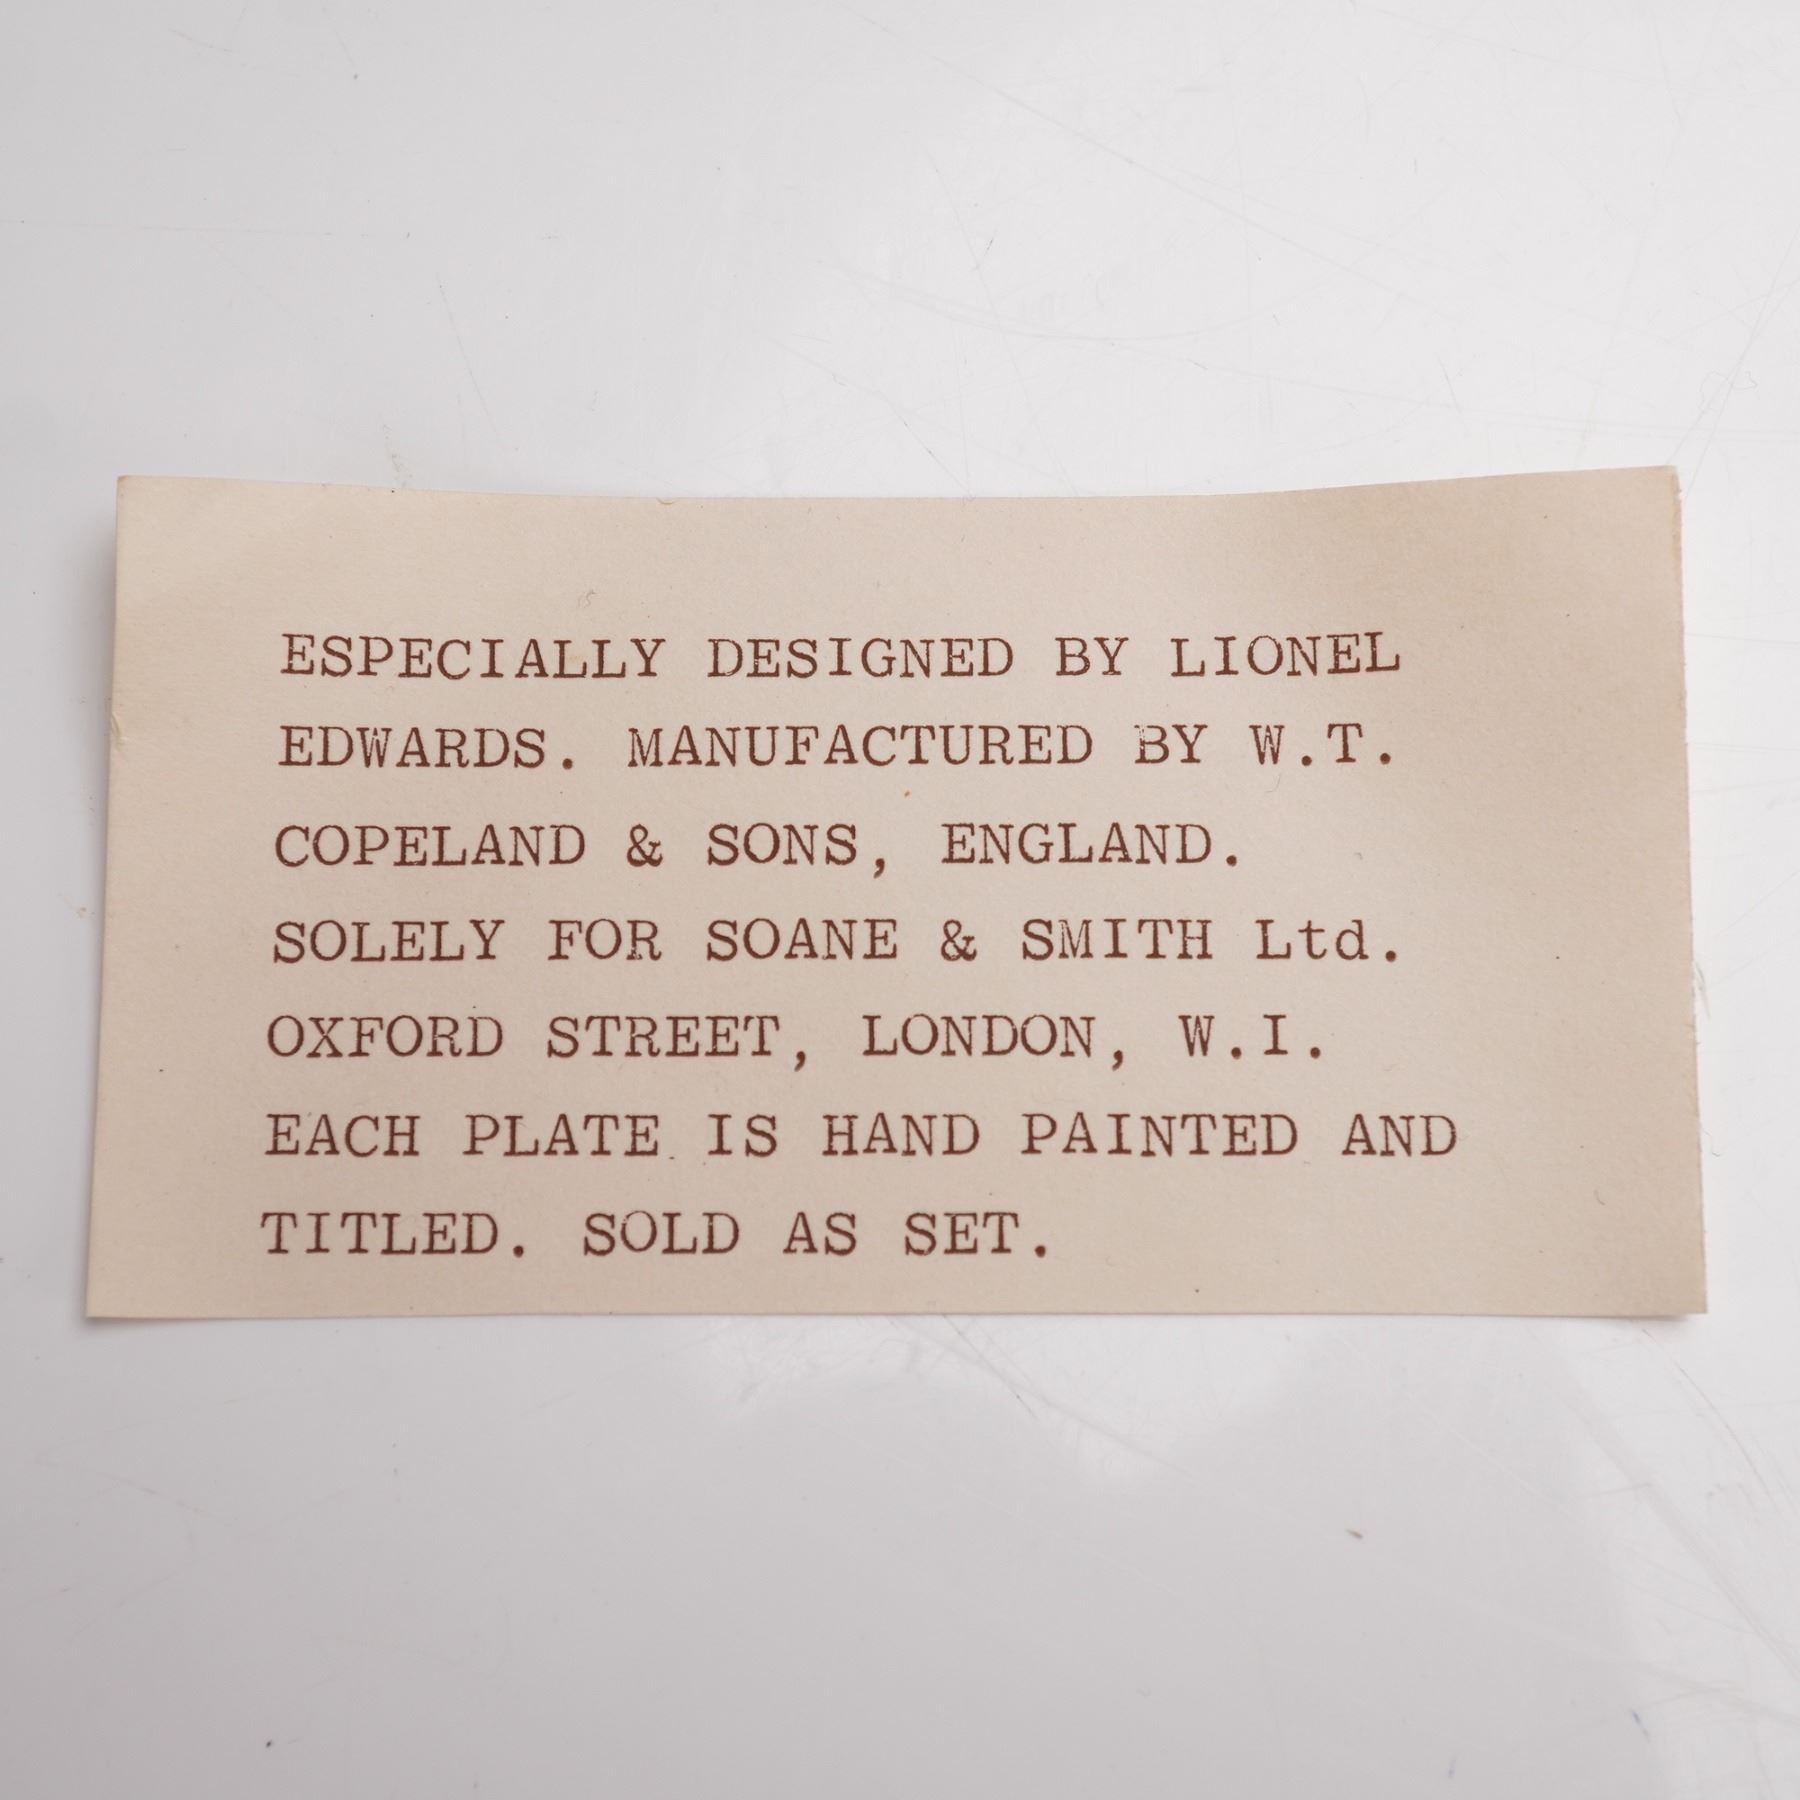 ESPECIALLY DESIGNED BY LIONEL
EDWARDS. MANUFACTURED BY W.T.
COPELAND & SONS, ENGLAND.
SOLELY FOR SOANE & SMITH Ltd.
OXFORD STREET, LONDON, W.I.
EACH PLATE IS HAND PAINTED AND
TITLED. SOLD AS SET.